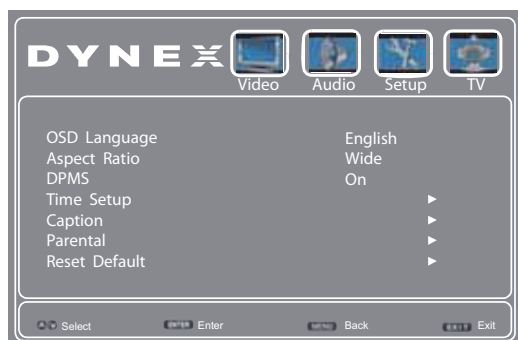 DYNEX
Video Audio Setup TV
OSD Language English
Aspect Ratio Wide
DPMS On
Time Setup
Caption
Parental
Reset Default
Select ENTER Enter MENU Back EXIT Exit